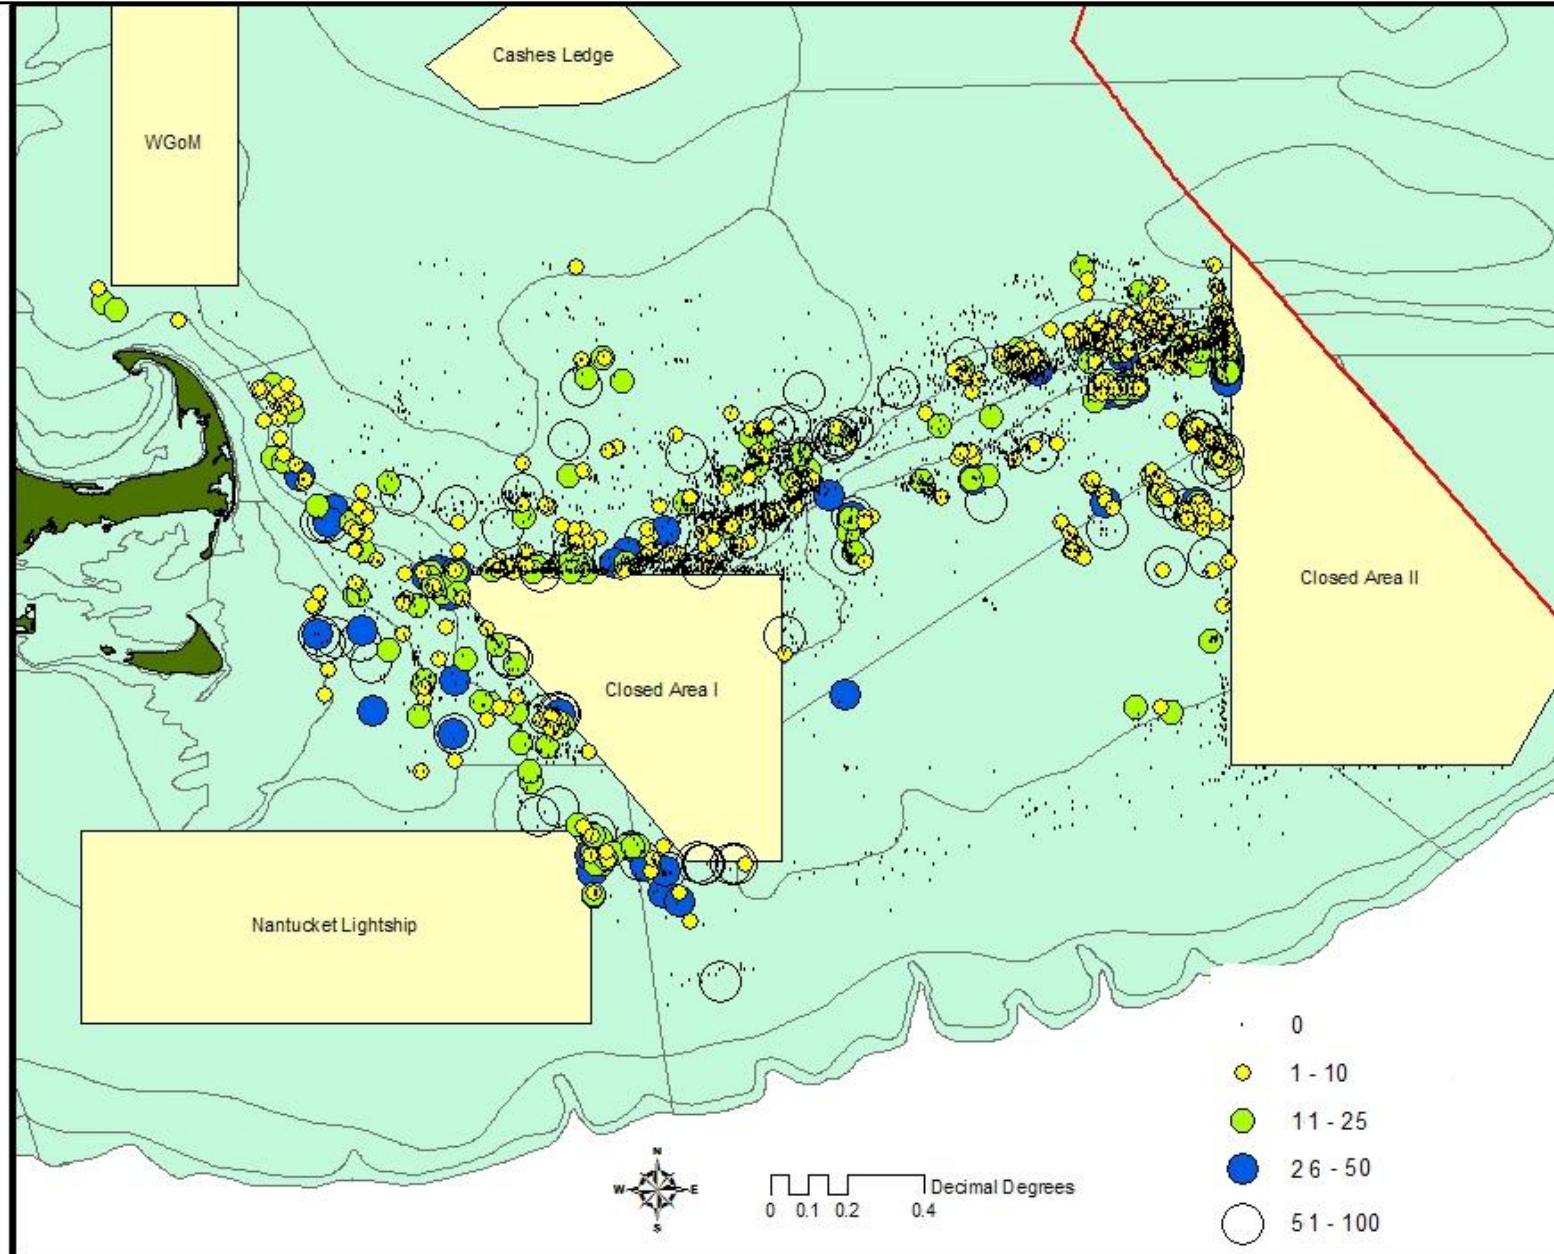 Cashes Ledge
WGoM
Closed Area II
Closed Area I
Nantucket Lightship
0
1 - 10
11 - 25
26 - 50
51 - 100
N
W E
S
Decimal Degrees
0 0.1 0.2 0.4